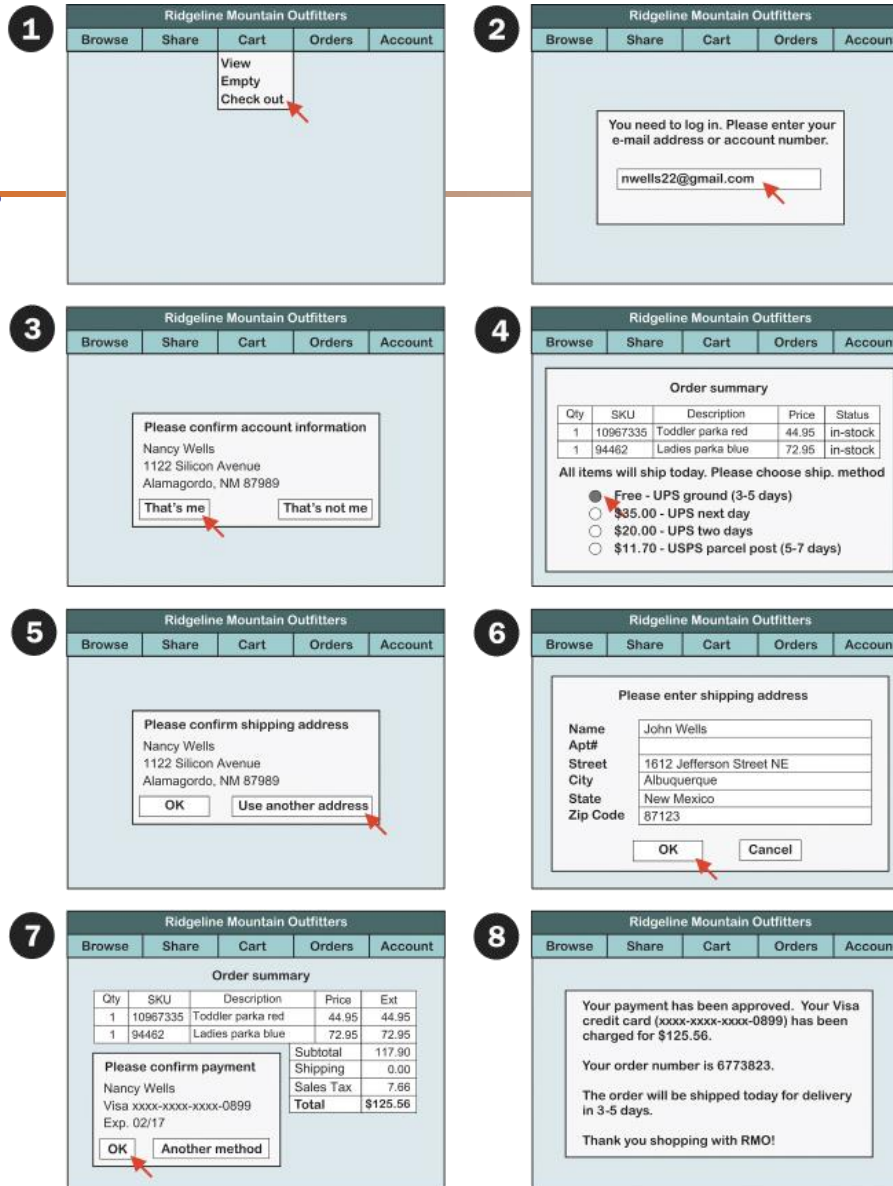 1
Ridgeline Mountain Outfitters
Browse Share Cart Orders Account
View
Empty
Check out
2
Ridgeline Mountain Outfitters
Browse Share Cart Orders Accoun
You need to log in. Please enter your
e-mail address or account number.
nwells22@gmail.com
3
Ridgeline Mountain Outfitters
Browse Share Cart Orders Account
Please confirm account information
Nancy Wells
1122 Silicon Avenue
Alamagordo, NM 87989
That's me That's not me
4
Ridgeline Mountain Outfitters
Browse Share Cart Orders Accoun
Order summary
Qty SKU Description Price Status
1 10967335 Toddler parka red 44.95 in-stock
1 94462 Ladies parka blue 72.95 in-stock
All items will ship today. Please choose ship. method
Free - UPS ground (3-5 days)
$35.00 - UPS next day
$20.00 - UPS two days
$11.70 - USPS parcel post (5-7 days)
5
Ridgeline Mountain Outfitters
Browse Share Cart Orders Account
Please confirm shipping address
Nancy Wells
1122 Silicon Avenue
Alamagordo, NM 87989
OK Use another address
6
Ridgeline Mountain Outfitters
Browse Share Cart Orders Accoun
Please enter shipping address
Name John Wells
Apt#
Street 1612 Jefferson Street NE
City Albuquerque
State New Mexico
Zip Code 87123
OK Cancel
7
Ridgeline Mountain Outfitters
Browse Share Cart Orders Account
Order summary
Qty SKU Description Price Ext
1 10967335 Toddler parka red 44.95 44.95
1 94462 Ladies parka blue 72.95 72.95
Subtotal 117.90
Shipping 0.00
Sales Tax 7.66
Total $125.56
Please confirm payment
Nancy Wells
Visa xxxx-xxxx-xxxx-0899
Exp. 02/17
OK Another method
8
Ridgeline Mountain Outfitters
Browse Share Cart Orders Accoun
Your payment has been approved. Your Visa
credit card (xxxx-xxxx-xxxx-0899) has been
charged for $125.56.
Your order number is 6773823.
The order will be shipped today for delivery
in 3-5 days.
Thank you shopping with RMO!